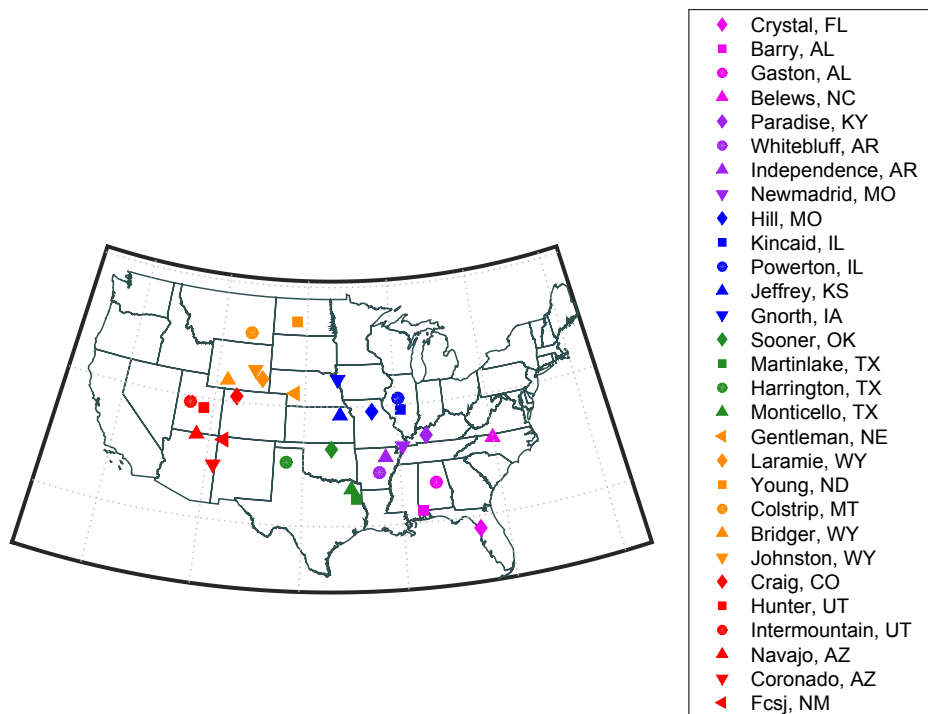 Crystal, FL
Barry, AL
Gaston, AL
Belews, NC
Paradise, KY
Whitebluff, AR
Independence, AR
Newmadrid, MO
Hill, MO
Kincaid, IL
Powerton, IL
Jeffrey, KS
Gnorth, IA
Sooner, OK
Martinlake, TX
Harrington, TX
Monticello, TX
Gentleman, NE
Laramie, WY
Young, ND
Colstrip, MT
Bridger, WY
Johnston, WY
Craig, CO
Hunter, UT
Intermountain, UT
Navajo, AZ
Coronado, AZ
Fcsj, NM